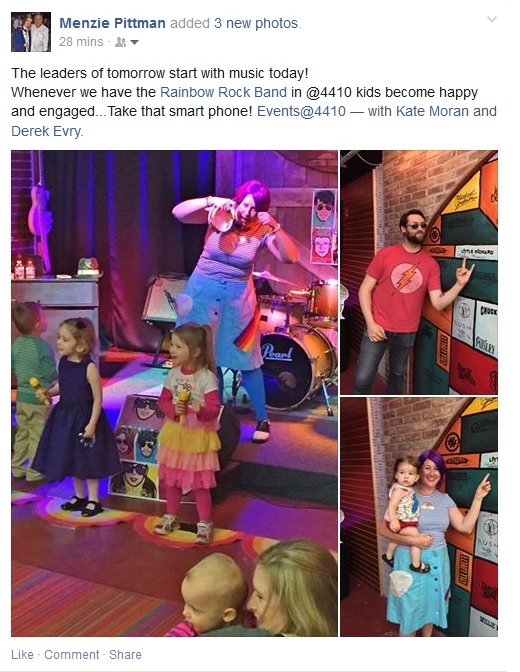 Menzie Pittman added 3 new photos.
28 mins
The leaders of tomorrow start with music today!
Whenever we have the Rainbow Rock Band in @4410 kids become happy
and engaged...Take that smart phone! Events@4410 — with Kate Moran and
Derek Evry.
Pearl
LITTLE RICHARD
CHUCK
RUSH
Like · Comment · Share